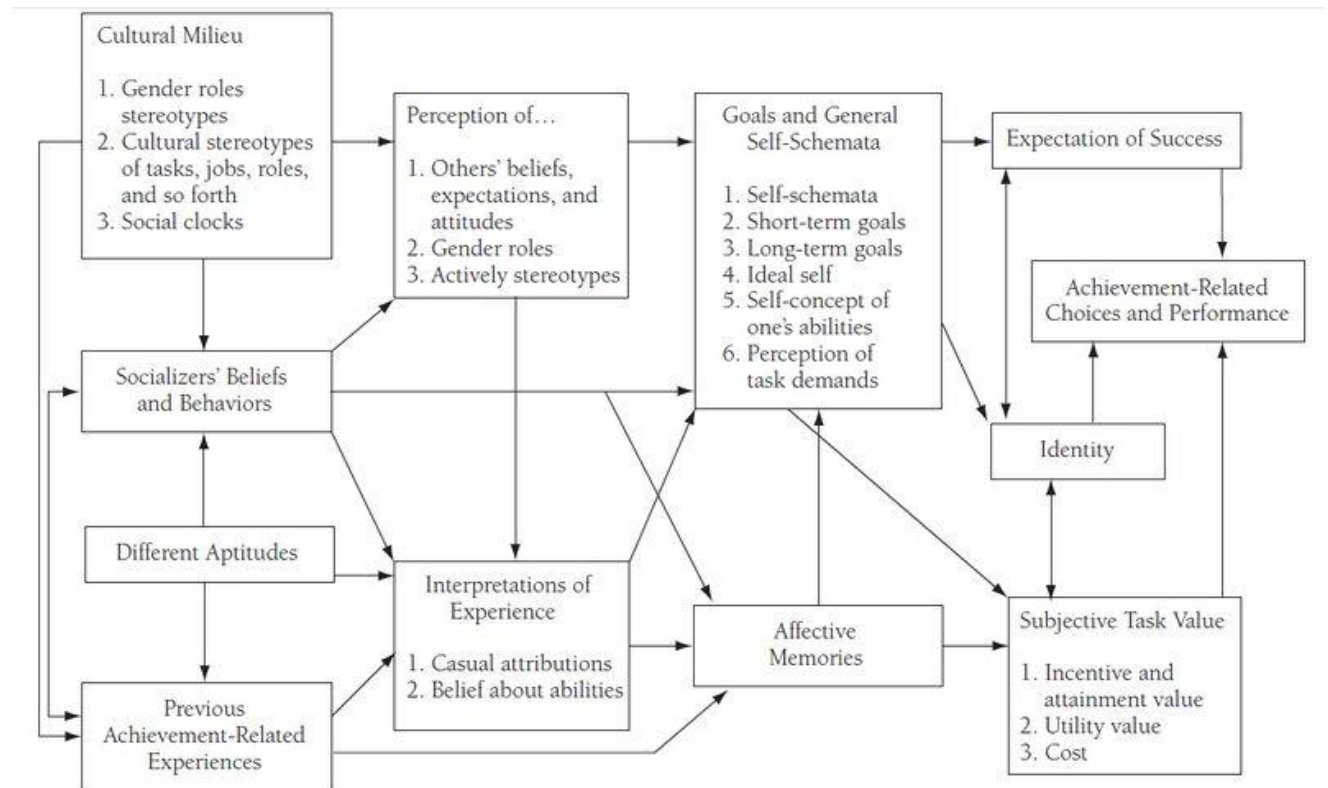 Cultural Milieu
1. Gender roles
stereotypes
2. Cultural stereotypes
of tasks, jobs, roles,
and so forth
3. Social clocks
Perception of...
1. Others' beliefs,
expectations, and
attitudes
2. Gender roles
3. Actively stereotypes
Goals and General
Self-Schemata
1. Self-schemata
2. Short-term goals
3. Long-term goals
4. Ideal self
5. Self-concept of
one's abilities
6. Perception of
task demands
Expectation of Success
Achievement-Related
Choices and Performance
Socializers' Beliefs
and Behaviors
Identity
Different Aptitudes
Interpretations of
Experience
1. Casual attributions
2. Belief about abilities
Affective
Memories
Subjective Task Value
1. Incentive and
attainment value
2. Utility value
3. Cost
Previous
Achievement-Related
Experiences